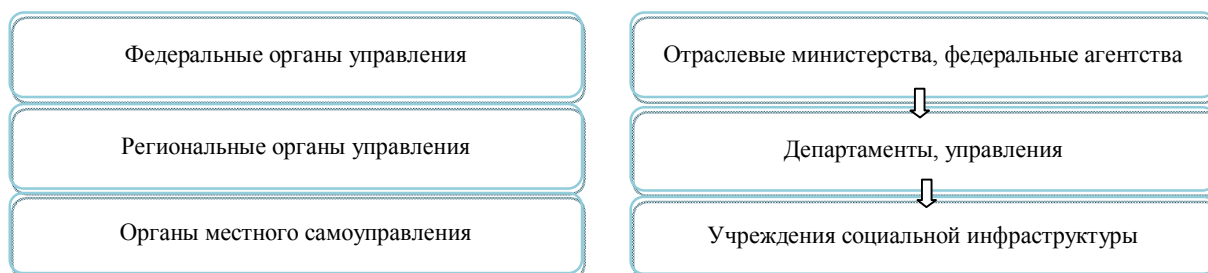 Федеральные органы управления
Отраслевые министерства, федеральные агентства
Региональные органы управления
Департаменты, управления
Органы местного самоуправления
Учреждения социальной инфраструктуры